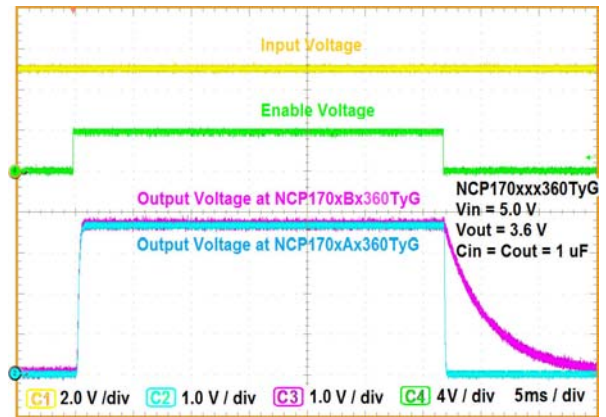 Input Voltage
Enable Voltage
Output Voltage at NCP170xBx360TyG
Output Voltage at NCP170xAx360TyG
NCP170xxx360TyG
Vin = 5.0 V
Vout = 3.6 V
Cin = Cout = 1 uF
C1 2.0 V / div C2 1.0 V / div C3 1.0 V / div C4 4V / div 5ms / div